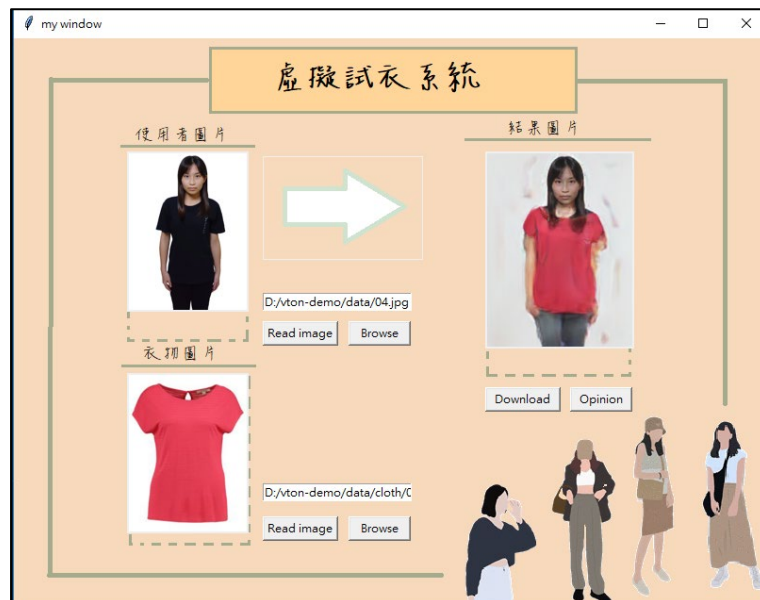 my window
虛擬試衣系統
使用者圖片
結果圖片
D:/vton-demo/data/04.jpg
Read image Browse
衣物圖片
Download Opinion
D:/vton-demo/data/cloth/0
Read image Browse